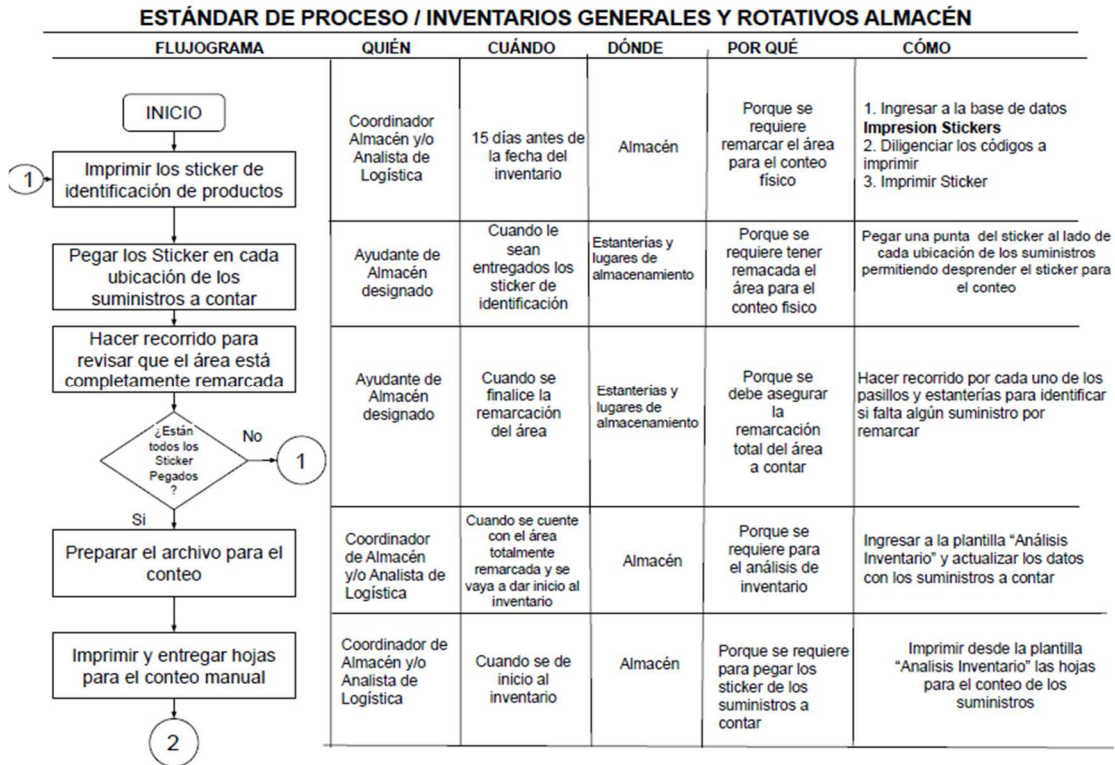 ESTÁNDAR DE PROCESO / INVENTARIOS GENERALES Y ROTATIVOS ALMACÉN
FLUJOGRAMA
QUIÉN
CUÁNDO
DÓNDE
POR QUÉ
CÓMO
INICIO
1
Imprimir los sticker de
identificación de productos
Coordinador
Almacén y/o
Analista de
Logística
15 días antes de
la fecha del
inventario
Almacén
Porque se
requiere
remarcar el área
para el conteo
físico
1. Ingresar a la base de datos
Impresion Stickers
2. Diligenciar los códigos a
imprimir
3. Imprimir Sticker
Pegar los Sticker en cada
ubicación de los
suministros a contar
Ayudante de
Almacén
designado
Cuando le
sean
entregados los
sticker de
identificación
Estanterías y
lugares de
almacenamiento
Porque se
requiere tener
remacada el
área para el
conteo fisico
Pegar una punta del sticker al lado de
cada ubicación de los suministros
permitiendo desprender el sticker para
el conteo
Hacer recorrido para
revisar que el área está
completamente remarcada
¿Están
todos los
Sticker
Pegados
?
No
1
Si
Ayudante de
Almacén
designado
Cuando se
finalice la
remarcación
del área
Estanterías y
lugares de
almacenamiento
Porque se
debe asegurar
la
remarcación
total del área
a contar
Hacer recorrido por cada uno de los
pasillos y estanterías para identificar
si falta algún suministro por
remarcar
Preparar el archivo para el
conteo
Coordinador
de Almacén
y/o Analista de
Logística
Cuando se cuente
con el área
totalmente
remarcada y se
vaya a dar inicio al
inventario
Almacén
Porque se
requiere para
el análisis de
inventario
Ingresar a la plantilla “Análisis
Inventario” y actualizar los datos
con los suministros a contar
Imprimir y entregar hojas
para el conteo manual
2
Coordinador de
Almacén y/o
Analista de
Logística
Cuando se de
inicio al
inventario
Almacén
Porque se requiere
para pegar los
sticker de los
suministros a
contar
Imprimir desde la plantilla
“Analisis Inventario” las hojas
para el conteo de los
suministros